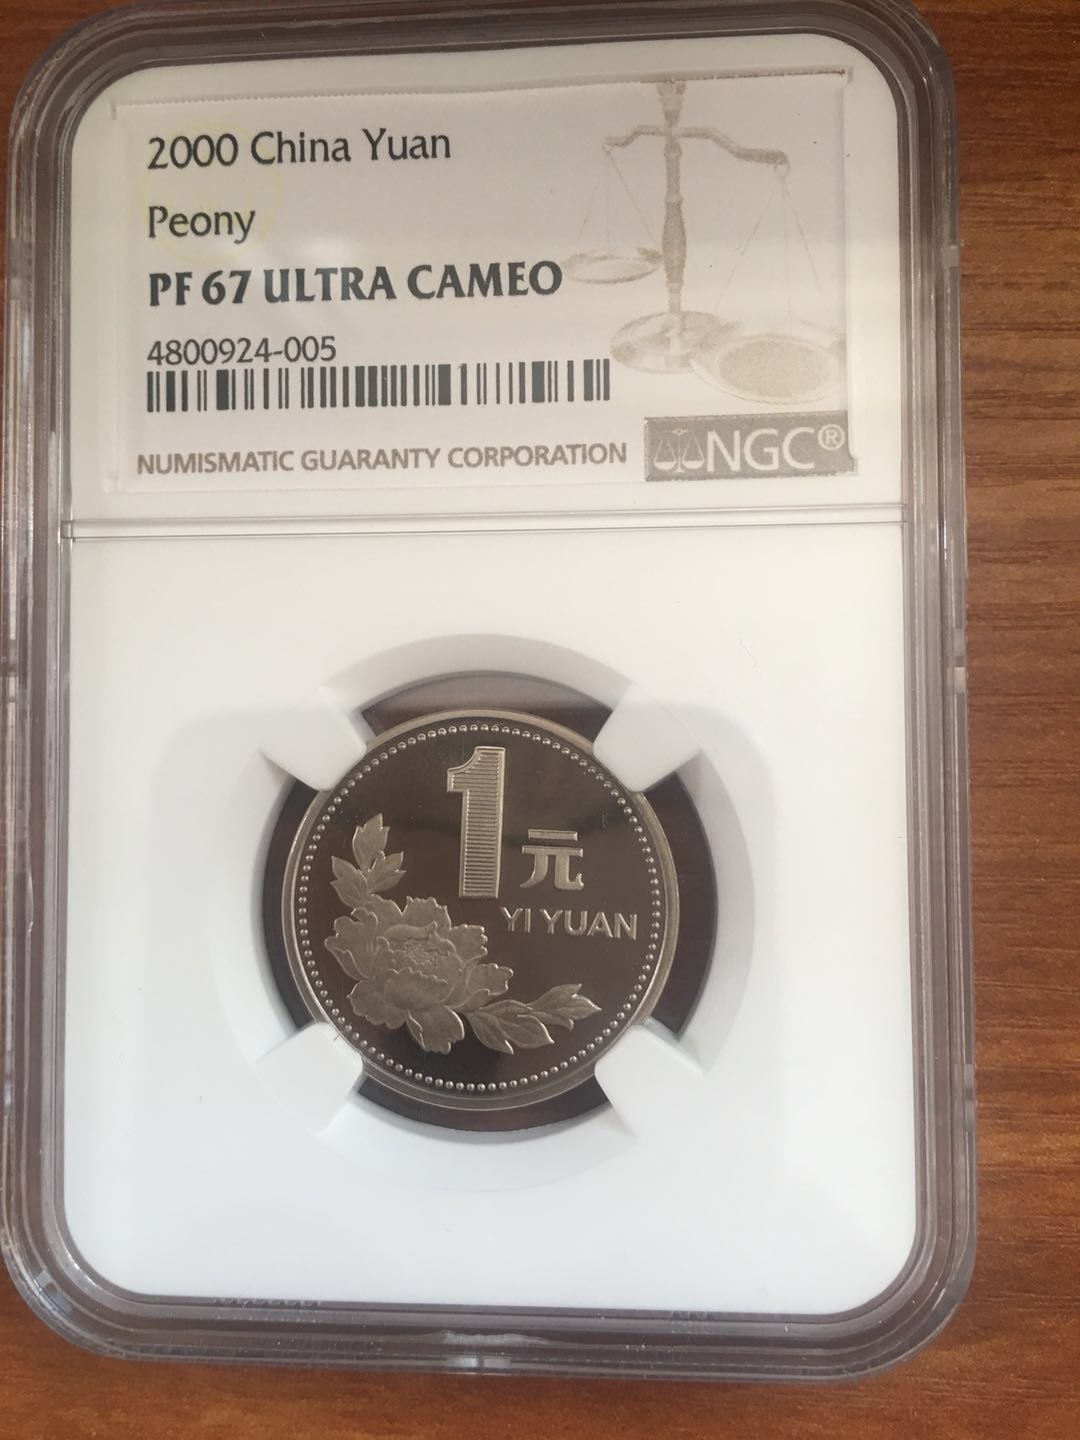 2000 China Yuan
Peony
PF 67 ULTRA CAMEO
4800924-005
NUMISMATIC GUARANTY CORPORATION
NGC®
1元
YI YUAN